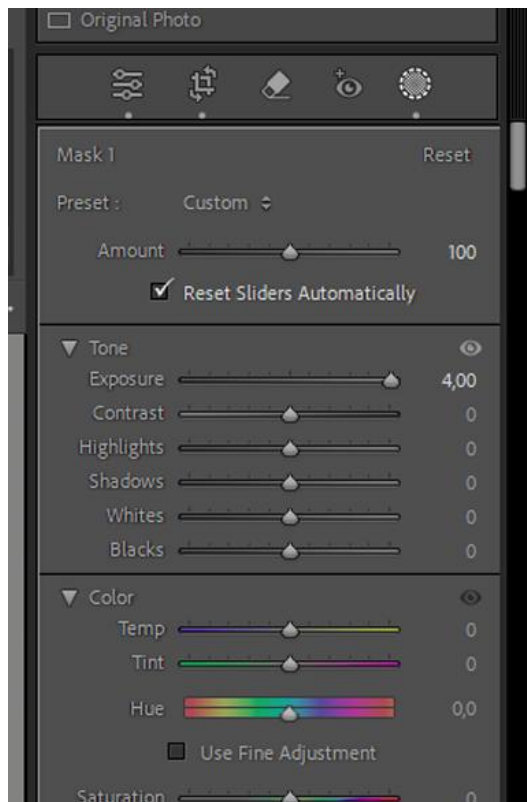 Original Photo
Mask 1 Reset
Preset : Custom
Amount 100
Reset Sliders Automatically
Tone
Exposure 4,00
Contrast 0
Highlights 0
Shadows 0
Whites 0
Blacks 0
Color
Temp 0
Tint 0
Hue 0,0
Use Fine Adjustment
Saturation 0